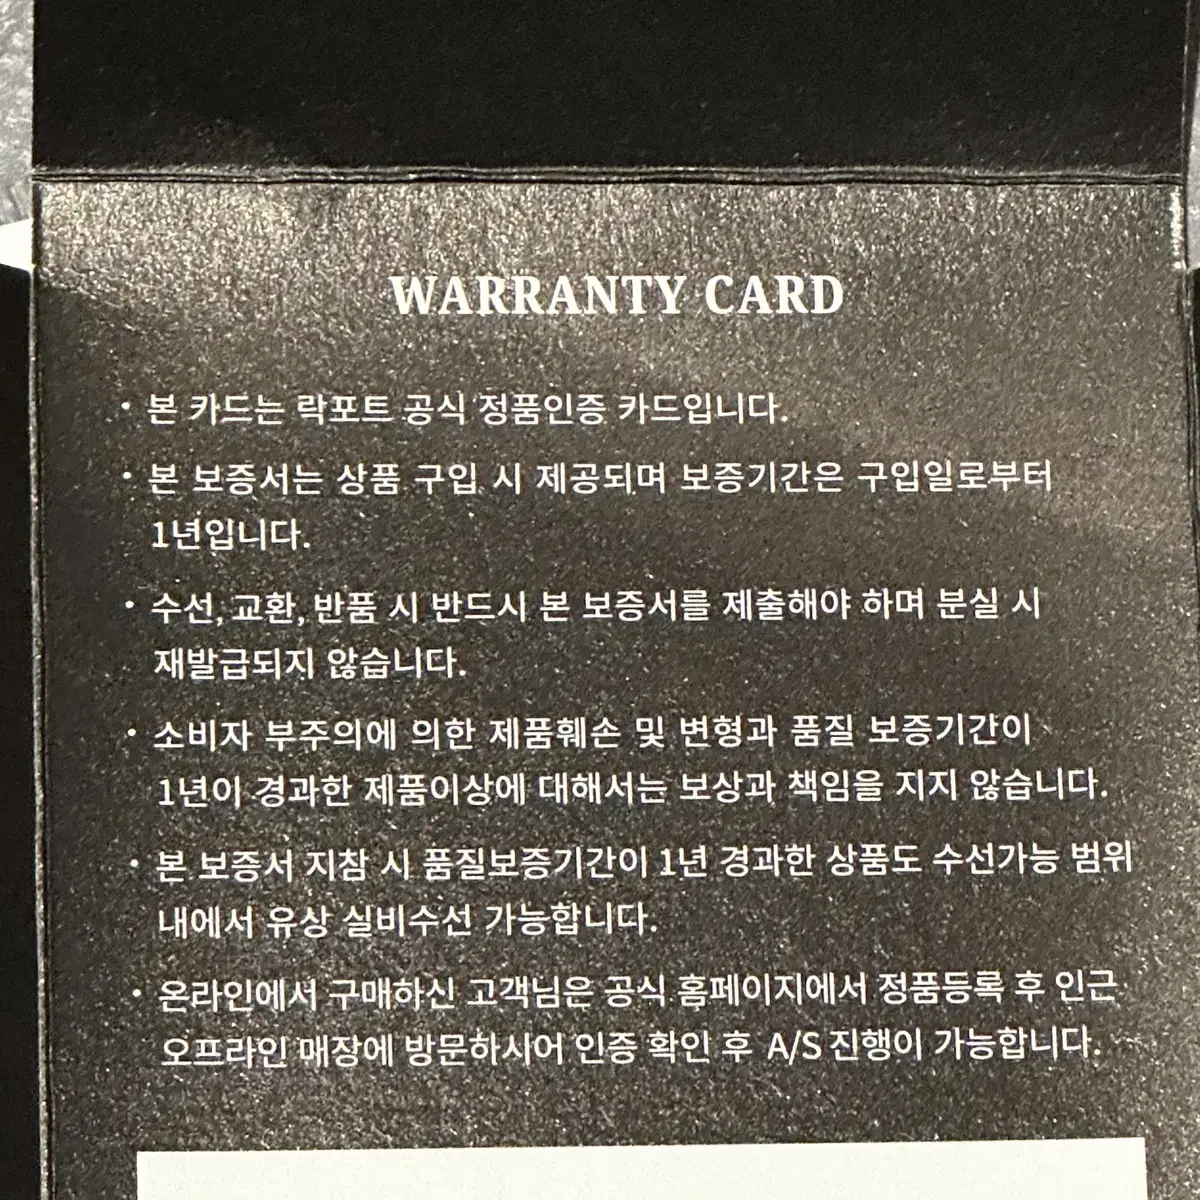 WARRANTY CARD
• 본 카드는 락포트 공식 정품인증 카드입니다.
• 본 보증서는 상품 구입 시 제공되며 보증기간은 구입일로부터
1년입니다.
• 수선, 교환, 반품 시 반드시 본 보증서를 제출해야 하며 분실 시
재발급되지 않습니다.
• 소비자 부주의에 의한 제품훼손 및 변형과 품질 보증기간이
1년이 경과한 제품이상에 대해서는 보상과 책임을 지지 않습니다.
• 본 보증서 지참 시 품질보증기간이 1년 경과한 상품도 수선가능 범위
내에서 유상 실비수선 가능합니다.
• 온라인에서 구매하신 고객님은 공식 홈페이지에서 정품등록 후 인근
오프라인 매장에 방문하시어 인증 확인 후 A/S 진행이 가능합니다.